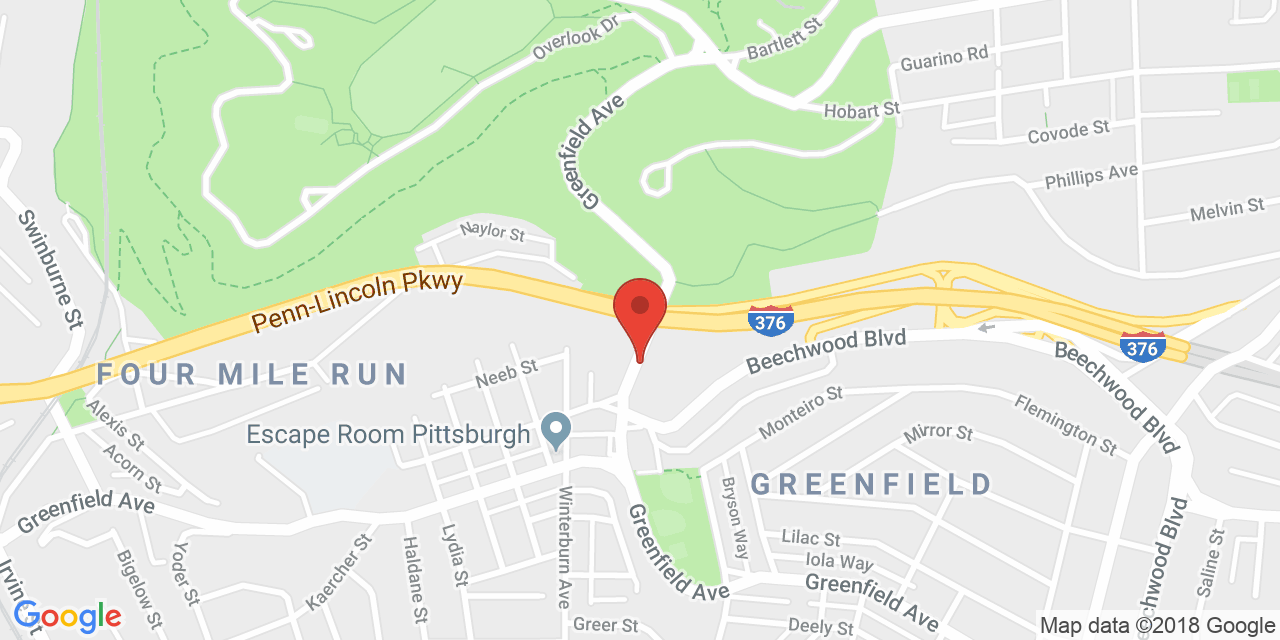 Overlook Dr
Bartlett St
Guarino Rd
Greenfield Ave
Hobart St
Covode St
Phillips Ave
Melvin St
Swinburne St
Naylor St
Penn-Lincoln Pkwy
376
Beechwood Blvd
376
Beechwood Blvd
FOUR MILE RUN
Neeb St
Alexis St
Monteiro St
Flemington St
Escape Room Pittsburgh
Mirror St
Acorn St
GREENFIELD
Greenfield Ave
Bryson Way
Winterburn Ave
Greenfield Ave
Lydia St
Haldane St
Kaercher St
Yoder St
Bigelow St
Lilac St
Iola Way
Greenfield Ave
Saline St
echwood Blvd
Greer St
Deely St
Google
Map data ©2018 Google